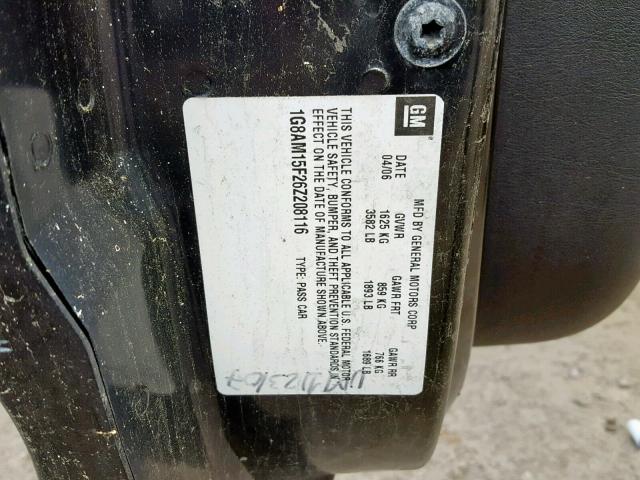 GM
MFD BY GENERAL MOTORS CORP
DATE GVWR GAWR FRT GAWR RR
04/06 1625 KG 859 KG 766 KG
3582 LB 1893 LB 1689 LB
THIS VEHICLE CONFORMS TO ALL APPLICABLE U.S. FEDERAL MOTOR
VEHICLE SAFETY, BUMPER, AND THEFT PREVENTION STANDARDS IN
EFFECT ON THE DATE OF MANUFACTURE SHOWN ABOVE.
1G8AM15F26Z208116 TYPE: PASS CAR